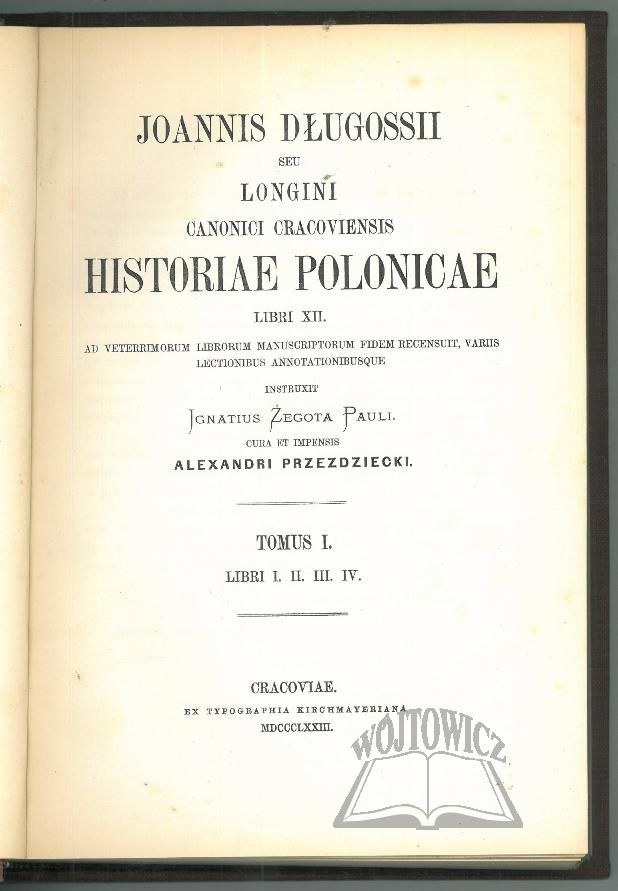 JOANNIS DŁUGOSSII
SEU
LONGINI
CANONICI CRACOVIENSIS
HISTORIAE POLONICAE
LIBRI XII.
AD VETERRIMORUM LIBRORUM MANUSCRIPTORUM FIDEM RECENSUIT, VARIIS
LECTIONIBUS ANNOTATIONIBUSQUE
INSTRUXIT
IGNATIUS ŻEGOTA PAULI.
CURA ET IMPENSIS
ALEXANDRI PRZEZDZIECKI.
TOMUS I.
LIBRI I. II. III. IV.
CRACOVIAE.
EX TYPOGRAPHIA KIRCHMAYERIANA
MDCCCLXXIII.
WÓJTOWICZ